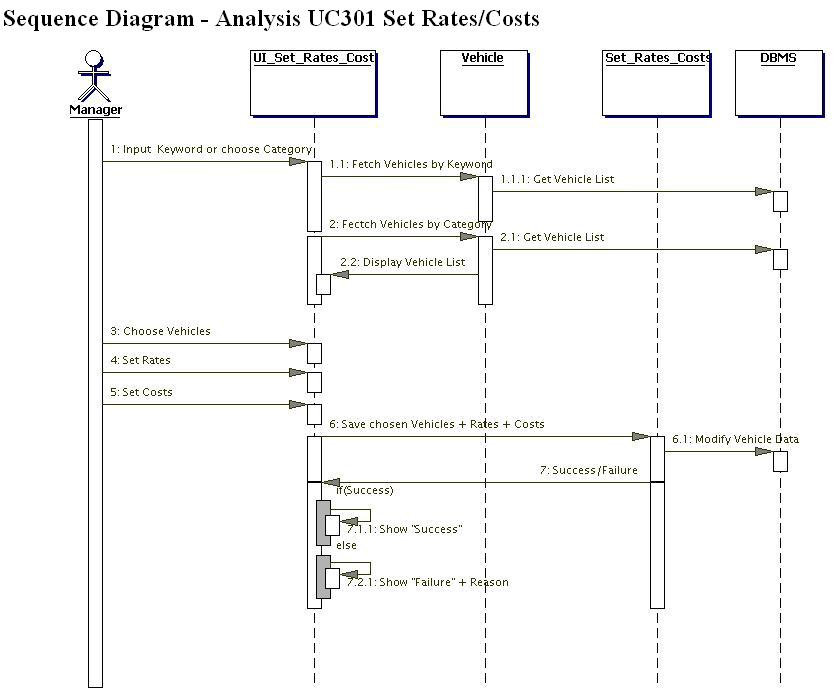 Sequence Diagram - Analysis UC301 Set Rates/Costs
Manager
UI_Set_Rates_Cost
Vehicle
Set_Rates_Costs
DBMS
1: Input Keyword or choose Category
1.1: Fetch Vehicles by Keyword
1.1.1: Get Vehicle List
2: Fectch Vehicles by Category
2.1: Get Vehicle List
2.2: Display Vehicle List
3: Choose Vehicles
4: Set Rates
5: Set Costs
6: Save chosen Vehicles + Rates + Costs
6.1: Modify Vehicle Data
7: Success/Failure
if(Success)
7.1.1: Show "Success"
else
7.2.1: Show "Failure" + Reason